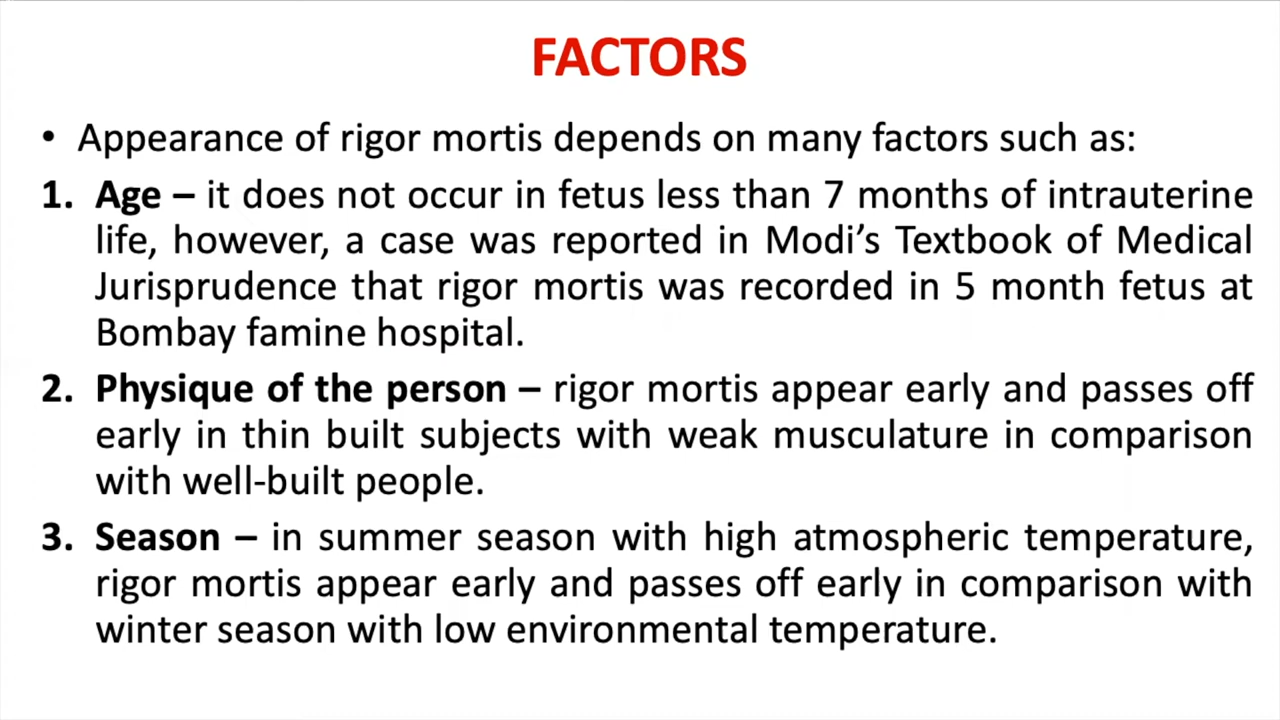 FACTORS
• Appearance of rigor mortis depends on many factors such as:
1. Age – it does not occur in fetus less than 7 months of intrauterine
life, however, a case was reported in Modi’s Textbook of Medical
Jurisprudence that rigor mortis was recorded in 5 month fetus at
Bombay famine hospital.
2. Physique of the person – rigor mortis appear early and passes off
early in thin built subjects with weak musculature in comparison
with well-built people.
3. Season – in summer season with high atmospheric temperature,
rigor mortis appear early and passes off early in comparison with
winter season with low environmental temperature.